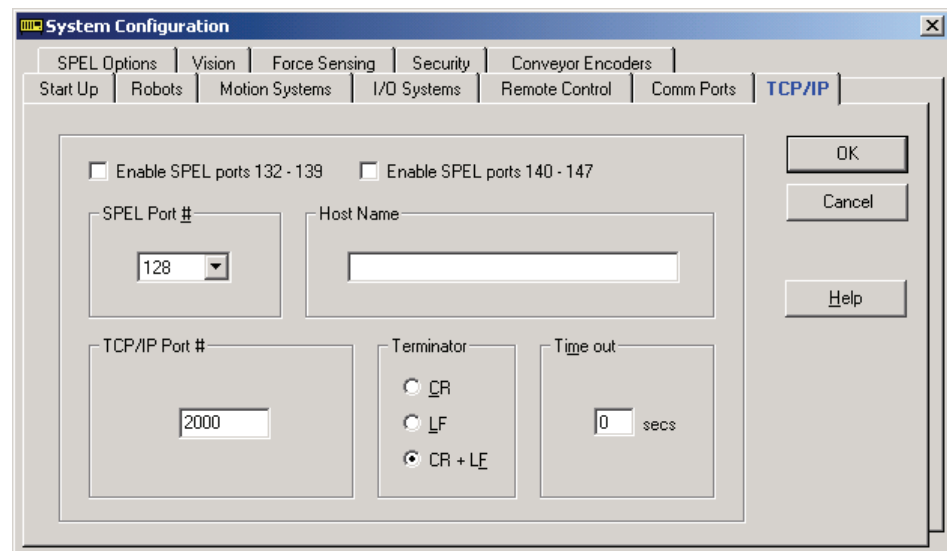 System Configuration
SPEL Options Vision Force Sensing Security Conveyor Encoders
Start Up Robots Motion Systems I/O Systems Remote Control Comm Ports TCP/IP
Enable SPEL ports 132 - 139 Enable SPEL ports 140 - 147
OK
Cancel
Help
SPEL Port # Host Name
128
TCP/IP Port # Terminator Time out
CR
2000 LF 0 secs
CR + LF